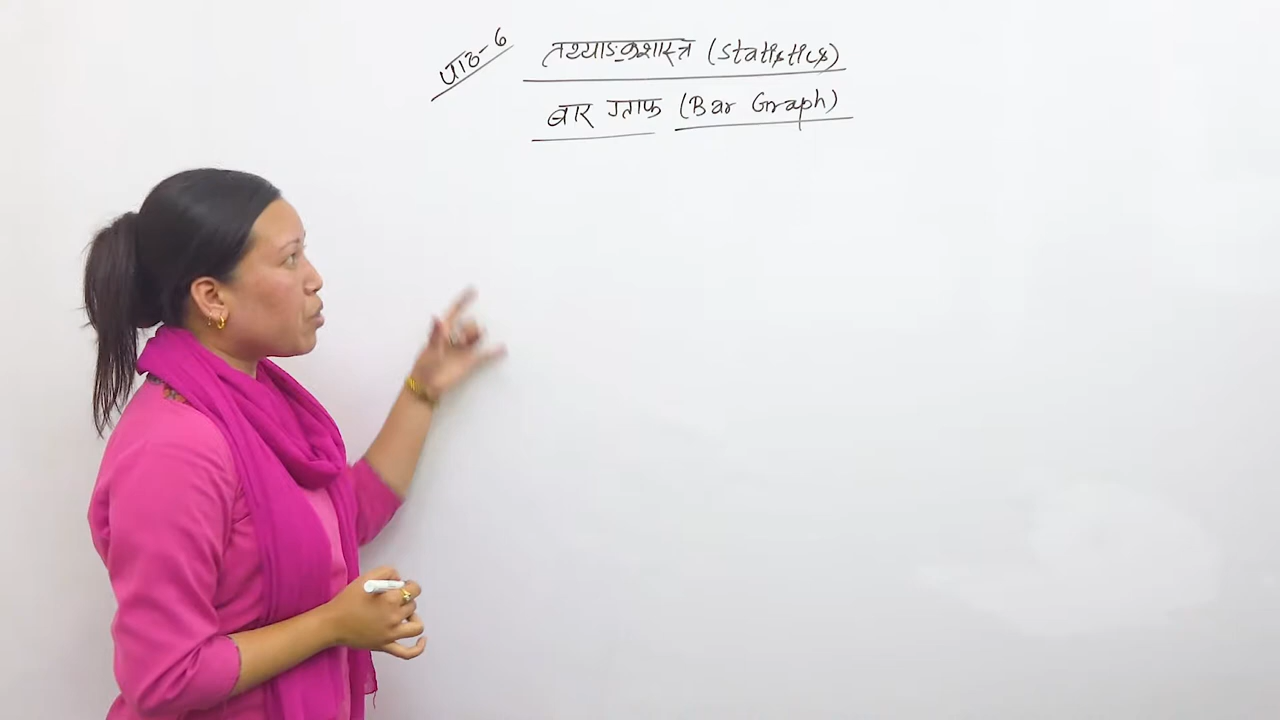 पाठ-6
तथ्याङ्कशास्त्र (Statistics)
बार ग्राफ (Bar Graph)